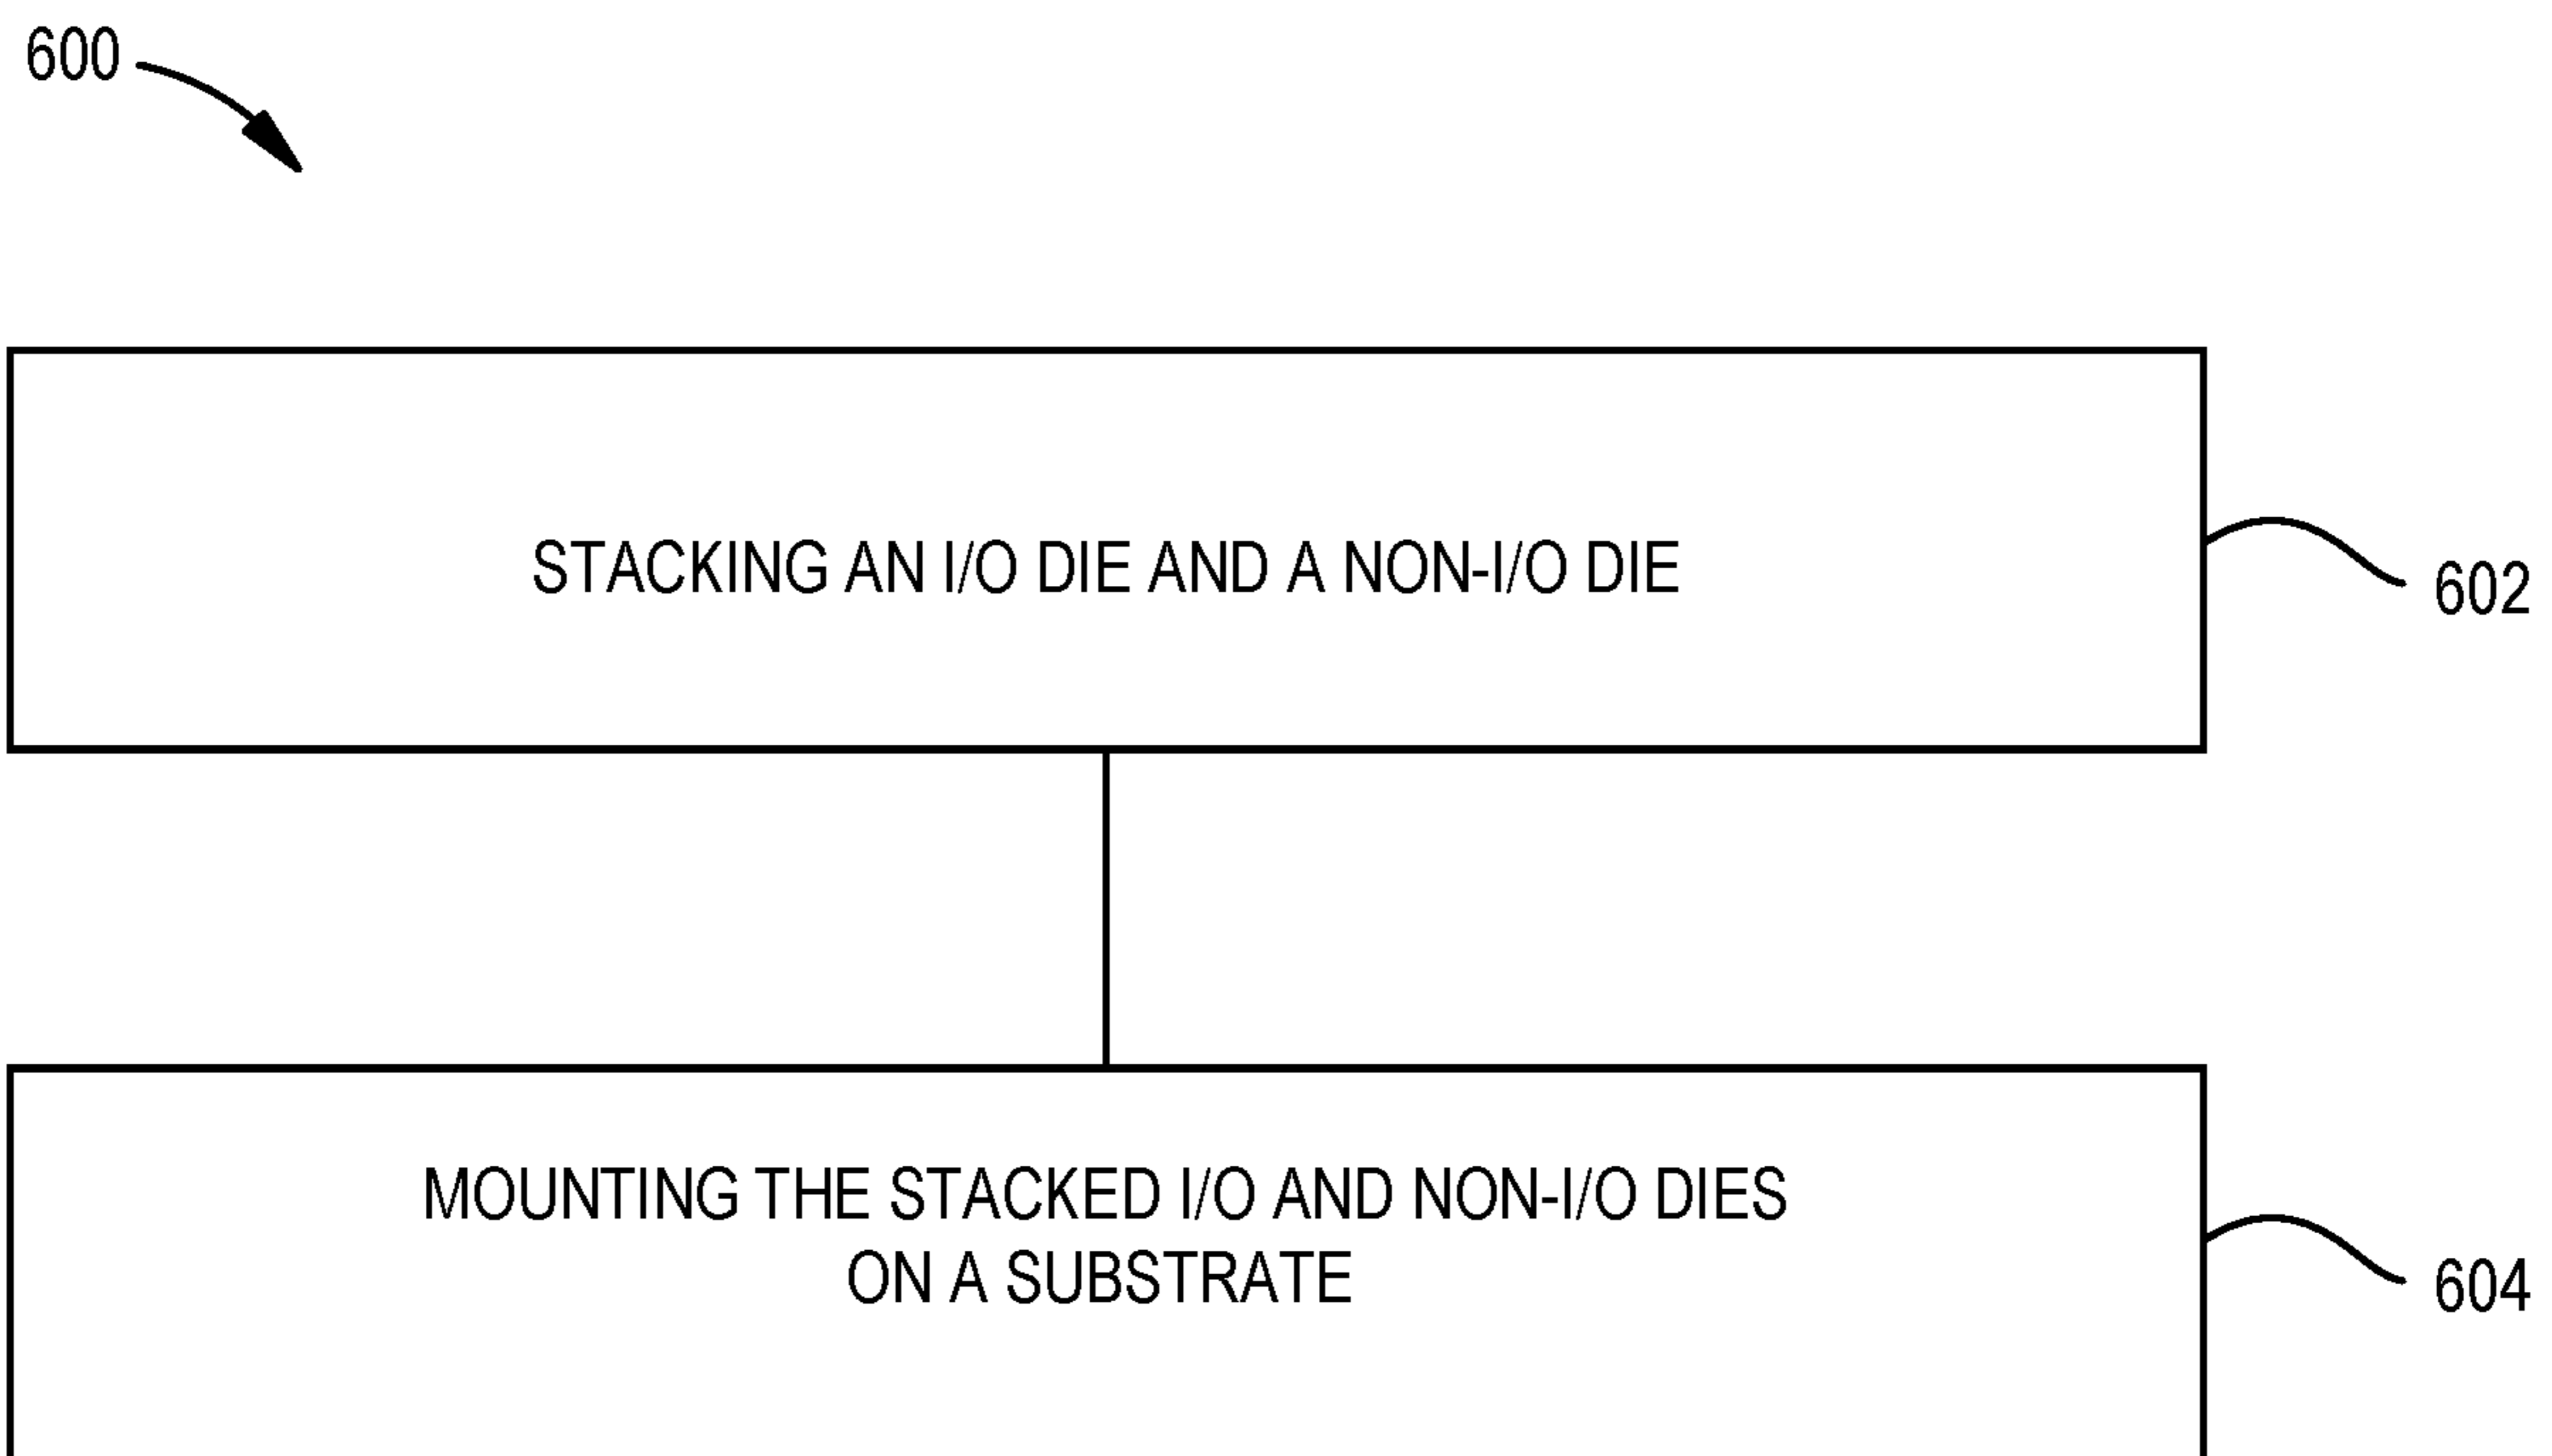 600
STACKING AN I/O DIE AND A NON-I/O DIE
602
MOUNTING THE STACKED I/O AND NON-I/O DIES
ON A SUBSTRATE
604